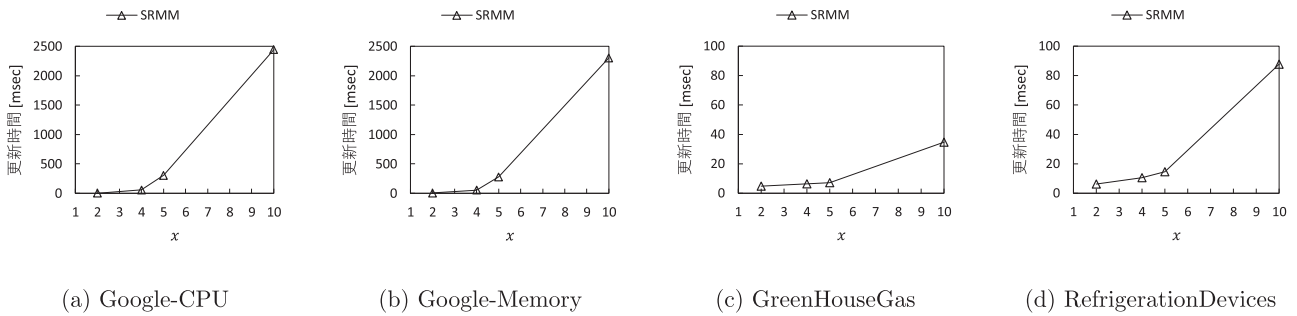 SRMM
2500
2000
1500
1000
500
0
更新時間 [msec]
1 2 3 4 5 6 7 8 9 10
x
(a) Google-CPU
SRMM
2500
2000
1500
1000
500
0
更新時間 [msec]
1 2 3 4 5 6 7 8 9 10
x
(b) Google-Memory
SRMM
100
80
60
40
20
0
更新時間 [msec]
1 2 3 4 5 6 7 8 9 10
x
(c) GreenHouseGas
SRMM
100
80
60
40
20
0
更新時間 [msec]
1 2 3 4 5 6 7 8 9 10
x
(d) RefrigerationDevices